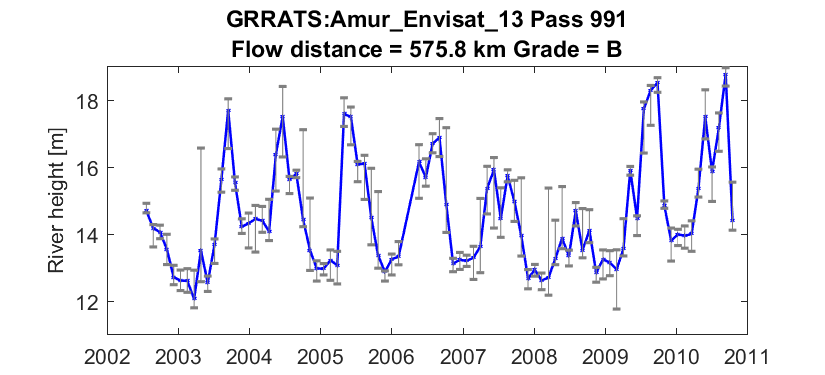 GRRATS:Amur_Envisat_13 Pass 991
Flow distance = 575.8 km Grade = B
River height [m]
18
16
14
12
2002 2003 2004 2005 2006 2007 2008 2009 2010 2011